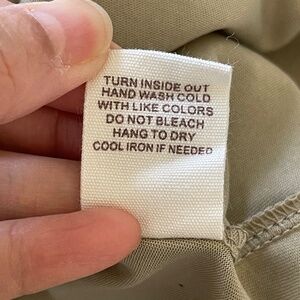 TURN INSIDE OUT
HAND WASH COLD
WITH LIKE COLORS
DO NOT BLEACH
HANG TO DRY
COOL IRON IF NEEDED